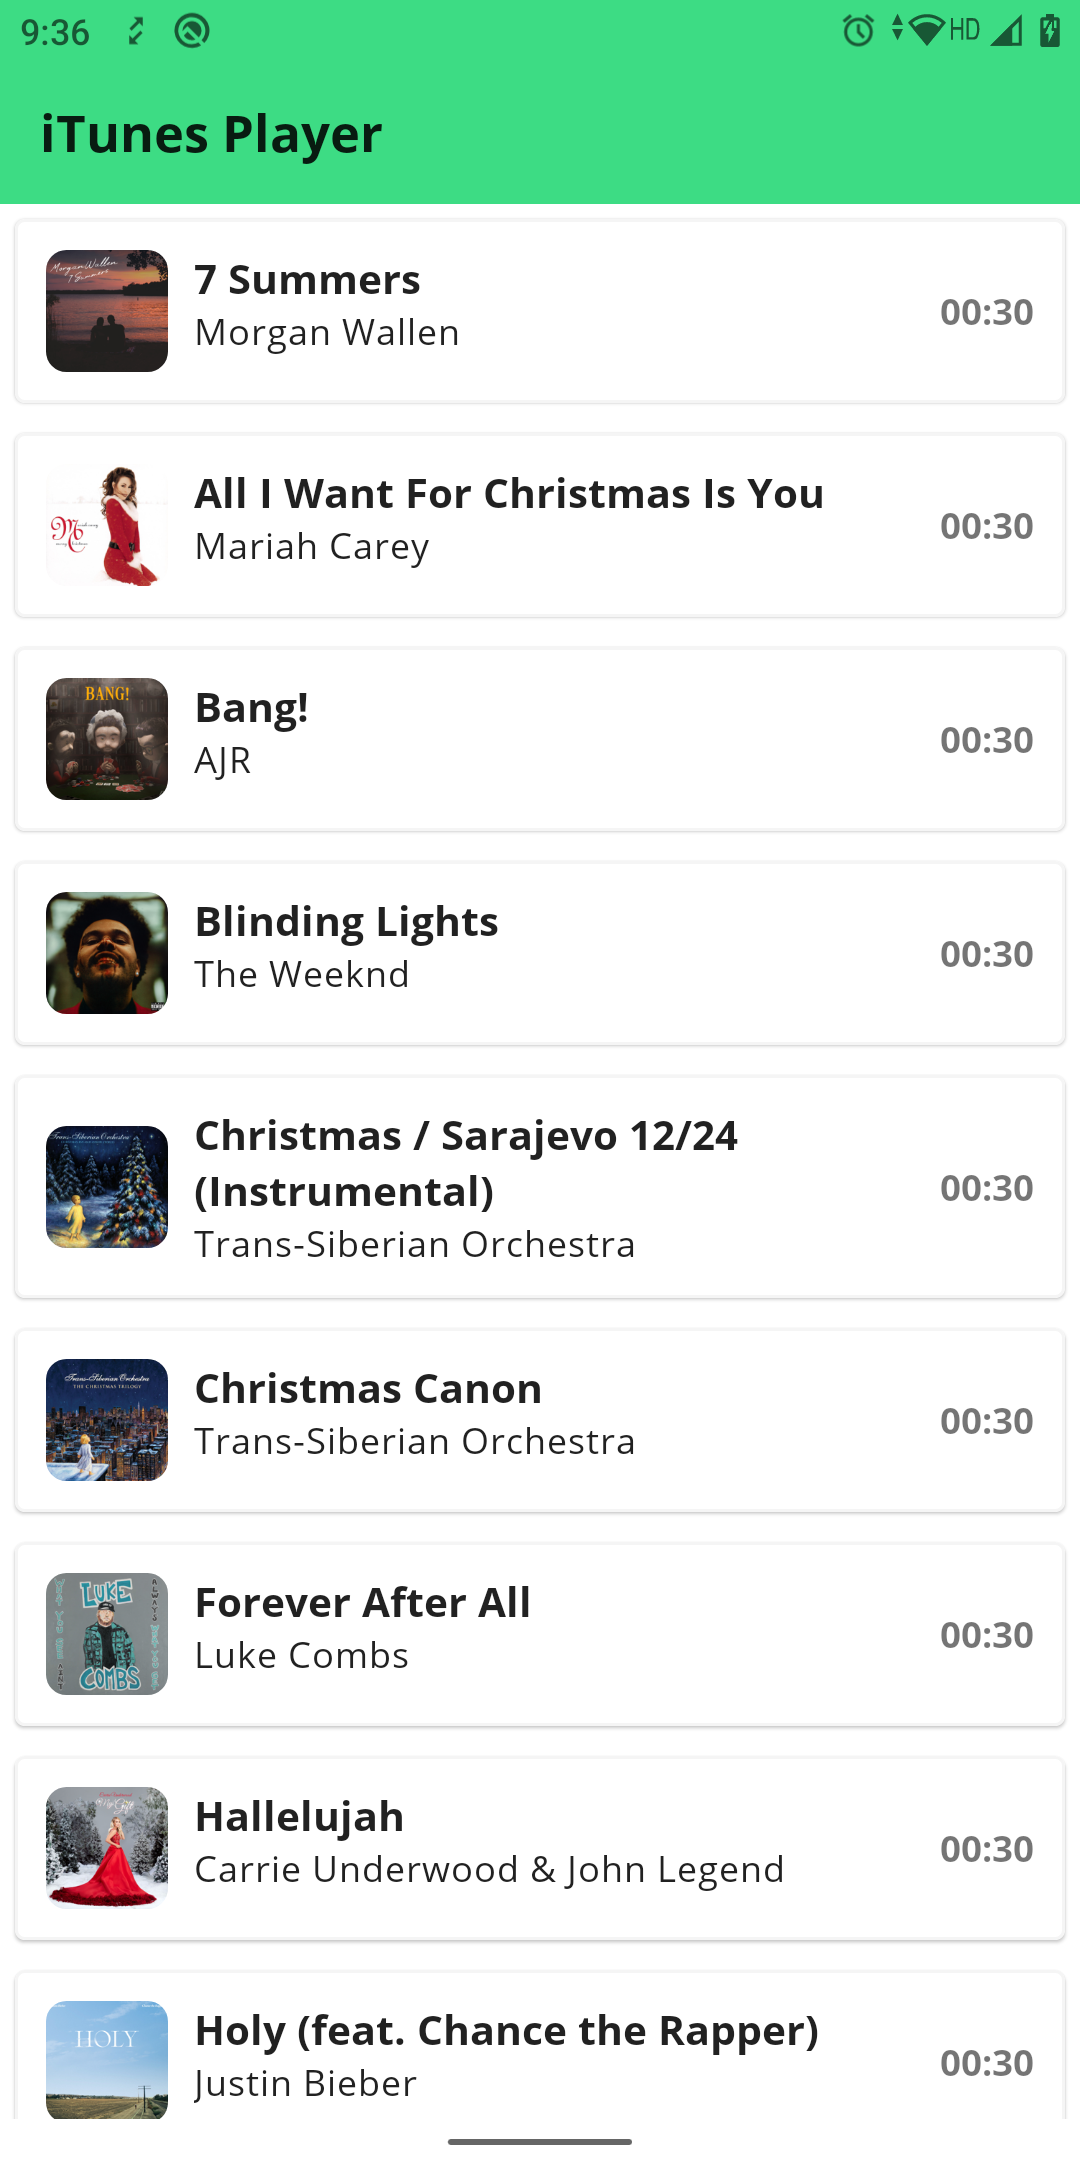 9:36
HD
iTunes Player
Morgan Wallen
7 Summers
7 Summers
Morgan Wallen
00:30
All I Want For Christmas Is You
Mariah Carey
00:30
BANG!
Bang!
AJR
00:30
Blinding Lights
The Weeknd
00:30
Trans-Siberian Orchestra
Christmas / Sarajevo 12/24
(Instrumental)
Trans-Siberian Orchestra
00:30
Trans-Siberian Orchestra
THE CHRISTMAS TRILOGY
Christmas Canon
Trans-Siberian Orchestra
00:30
LUKE
COMBS
Forever After All
Luke Combs
00:30
Hallelujah
Carrie Underwood & John Legend
00:30
HOLY
Holy (feat. Chance the Rapper)
Justin Bieber
00:30